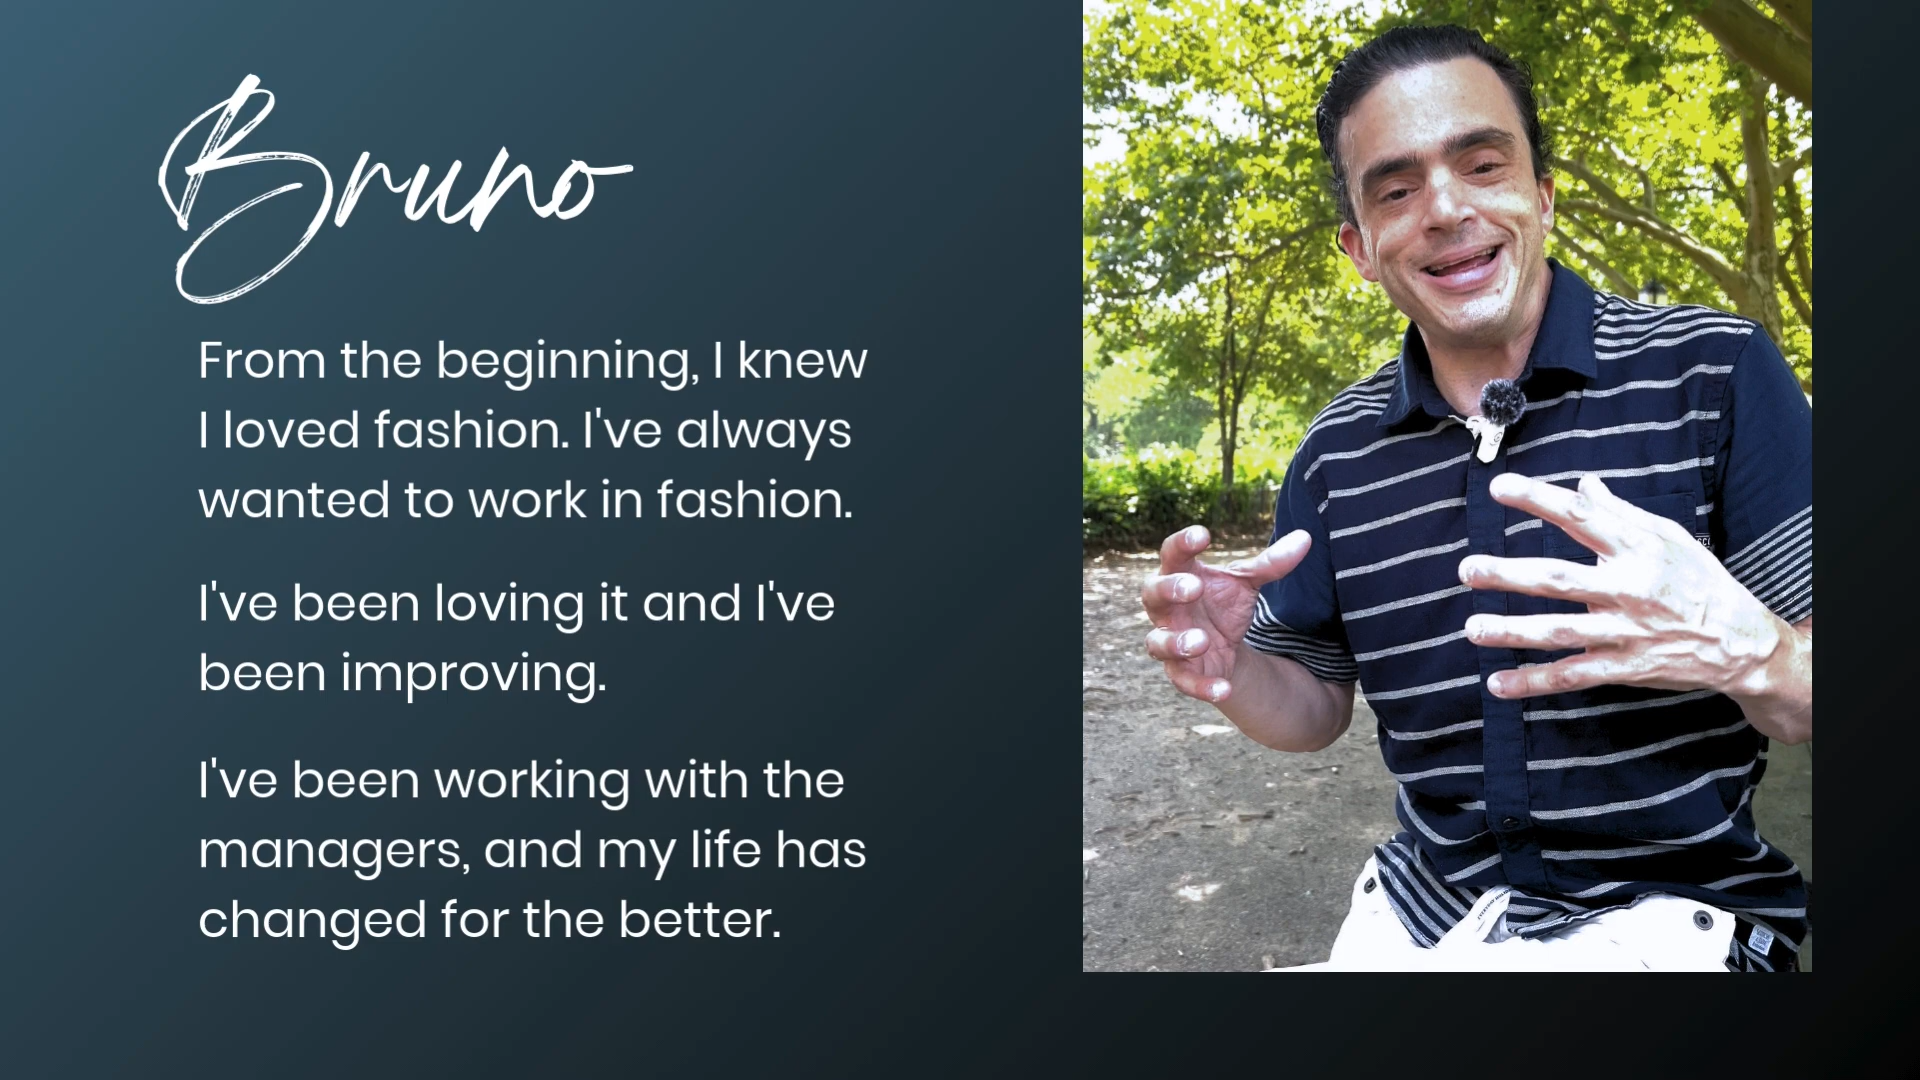 Bruno
From the beginning, I knew
I loved fashion. I've always
wanted to work in fashion.
I've been loving it and I've
been improving.
I've been working with the
managers, and my life has
changed for the better.